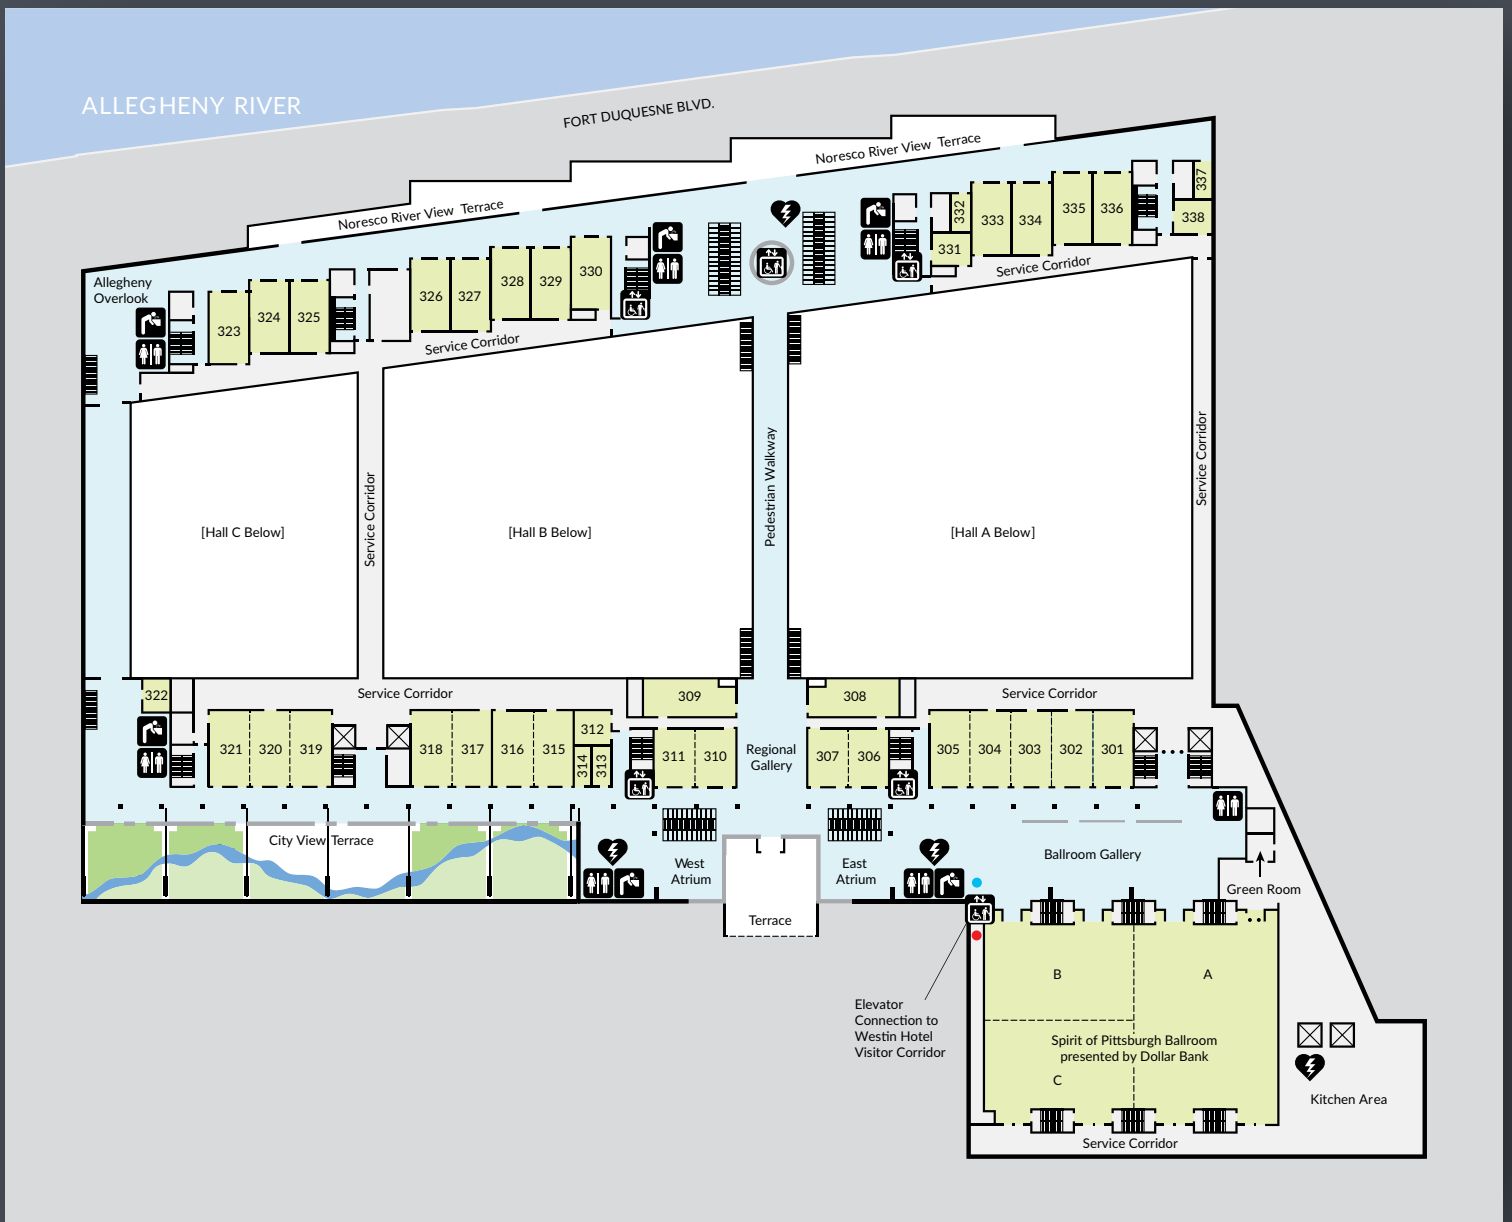 ALLEGHENY RIVER
FORT DUQUESNE BLVD.
Noresco River View Terrace
Noresco River View Terrace
Allegheny
Overlook
323
324
325
326
327
328
329
330
331
332
333
334
335
336
337
338
Service Corridor
Service Corridor
[Hall C Below]
Service Corridor
[Hall B Below]
Pedestrian Walkway
[Hall A Below]
Service Corridor
322
Service Corridor
309
308
Service Corridor
321
320
319
318
317
316
315
312
314
313
311
310
Regional
Gallery
307
306
305
304
303
302
301
City View Terrace
West
Atrium
East
Atrium
Ballroom Gallery
Green Room
Terrace
B
A
Elevator
Connection to
Westin Hotel
Visitor Corridor
Spirit of Pittsburgh Ballroom
presented by Dollar Bank
C
Kitchen Area
Service Corridor